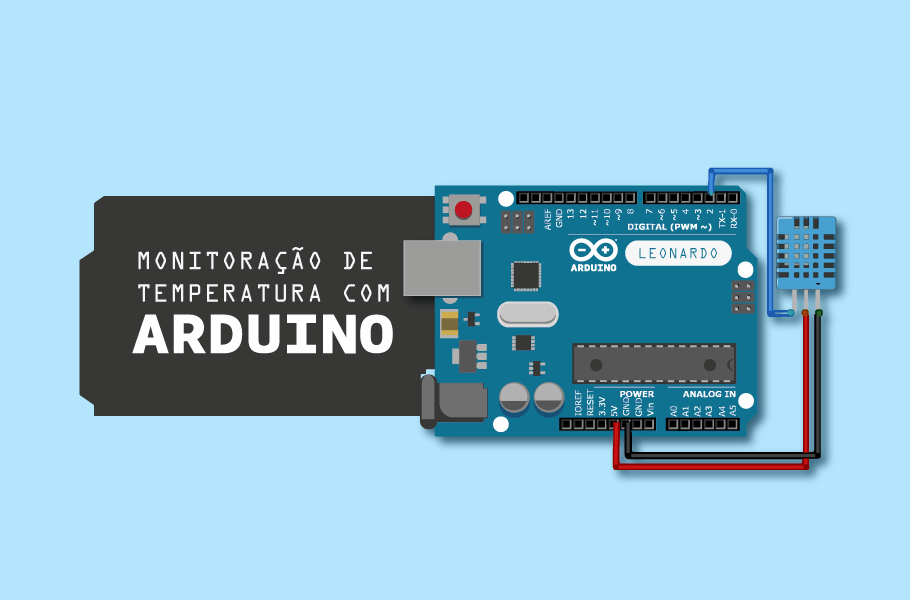 MONITORAÇÃO DE
TEMPERATURA COM
ARDUINO
AREF
GND
13
12
~11
~10
~9
8
7
~6
~5
4
~3
2
TX-1
RX-0
DIGITAL (PWM ~)
ARDUINO
LEONARDO
POWER
ANALOG IN
IOREF
RESET
3.3V
5V
GND
GND
Vin
A0
A1
A2
A3
A4
A5